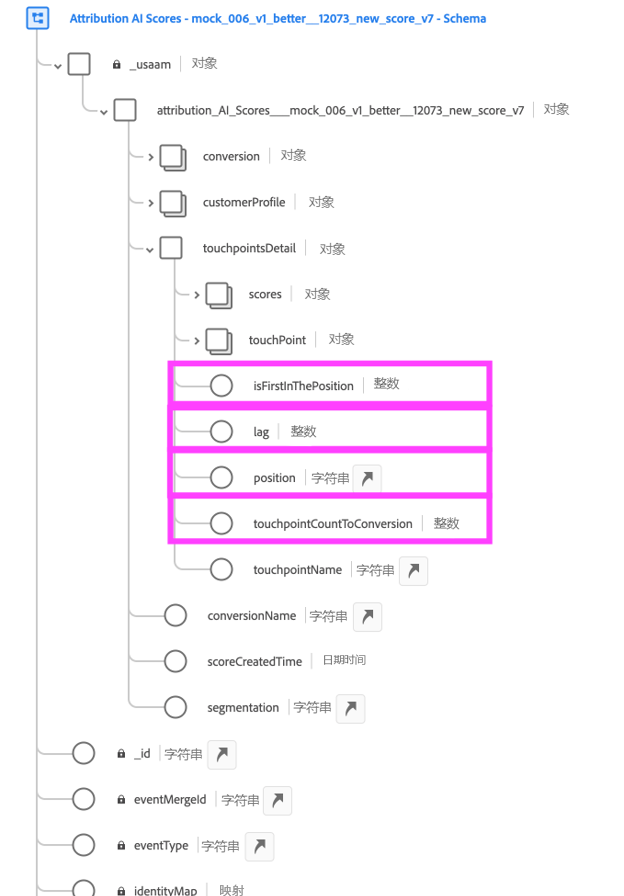 Attribution AI Scores - mock_006_v1_better__12073_new_score_v7 - Schema
_usaam 对象
attribution_AI_Scores___mock_006_v1_better__12073_new_score_v7 对象
conversion 对象
customerProfile 对象
touchpointsDetail 对象
scores 对象
touchPoint 对象
isFirstInThePosition 整数
lag 整数
position 字符串
touchpointCountToConversion 整数
touchpointName 字符串
conversionName 字符串
scoreCreatedTime 日期时间
segmentation 字符串
_id 字符串
eventMergeId 字符串
eventType 字符串
identityMap 映射